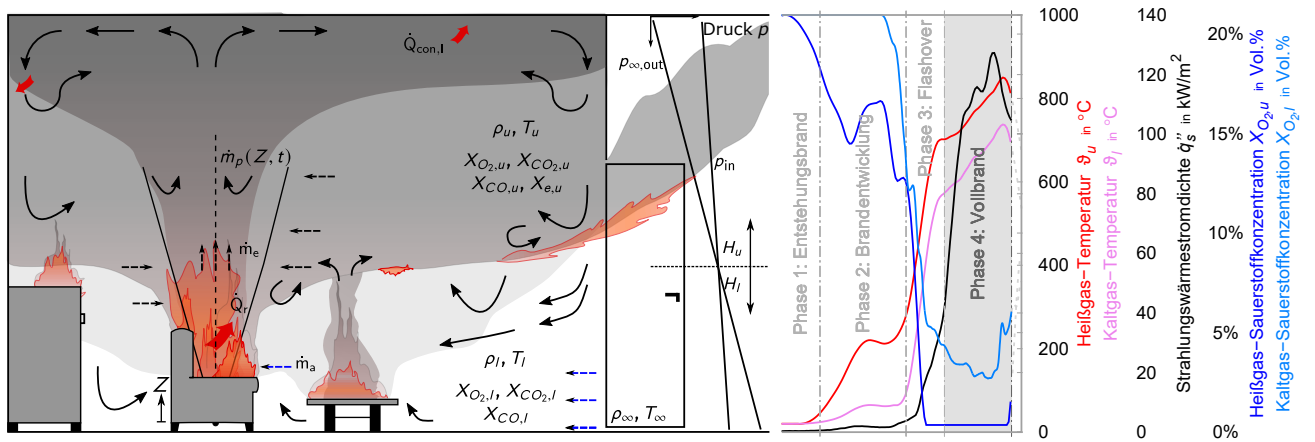 Q̇con,l
Druck p
p∞,out
ρu, Tu
XO2,u, XCO2,u
XCO,u, Xe,u
ṁp(Z, t)
pin
ṁe
Hu
Hl
Q̇r
ṁa
ρl, Tl
XO2,l, XCO2,l
XCO,l
Z
ρ∞, T∞
Phase 1: Entstehungsbrand
Phase 2: Brandentwicklung
Phase 3: Flashover
Phase 4: Vollbrand
1000
800
600
400
200
0
Heißgas-Temperatur ϑu in °C
Kaltgas-Temperatur ϑl in °C
140
120
100
80
60
40
20
0
Strahlungswärmestromdichte q̇s″ in kW/m²
20%
15%
10%
5%
0%
Heißgas-Sauerstoffkonzentration XO2,u in Vol.%
Kaltgas-Sauerstoffkonzentration XO2,l in Vol.%